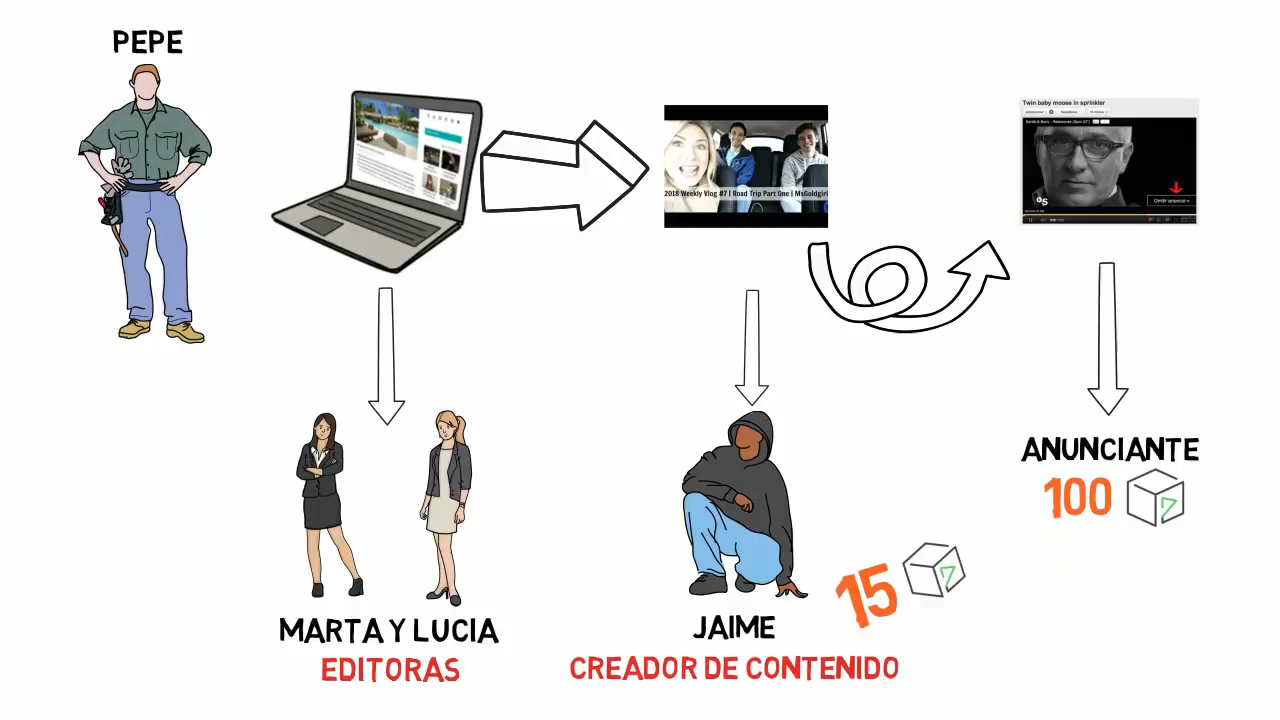 PEPE
2018 Weekly Vlog #7 | Road Trip Part One | MsGoldgirl
Twin baby moose in sprinkler
Omitir anuncio »
ANUNCIANTE
100
15
MARTA Y LUCIA
EDITORAS
JAIME
CREADOR DE CONTENIDO